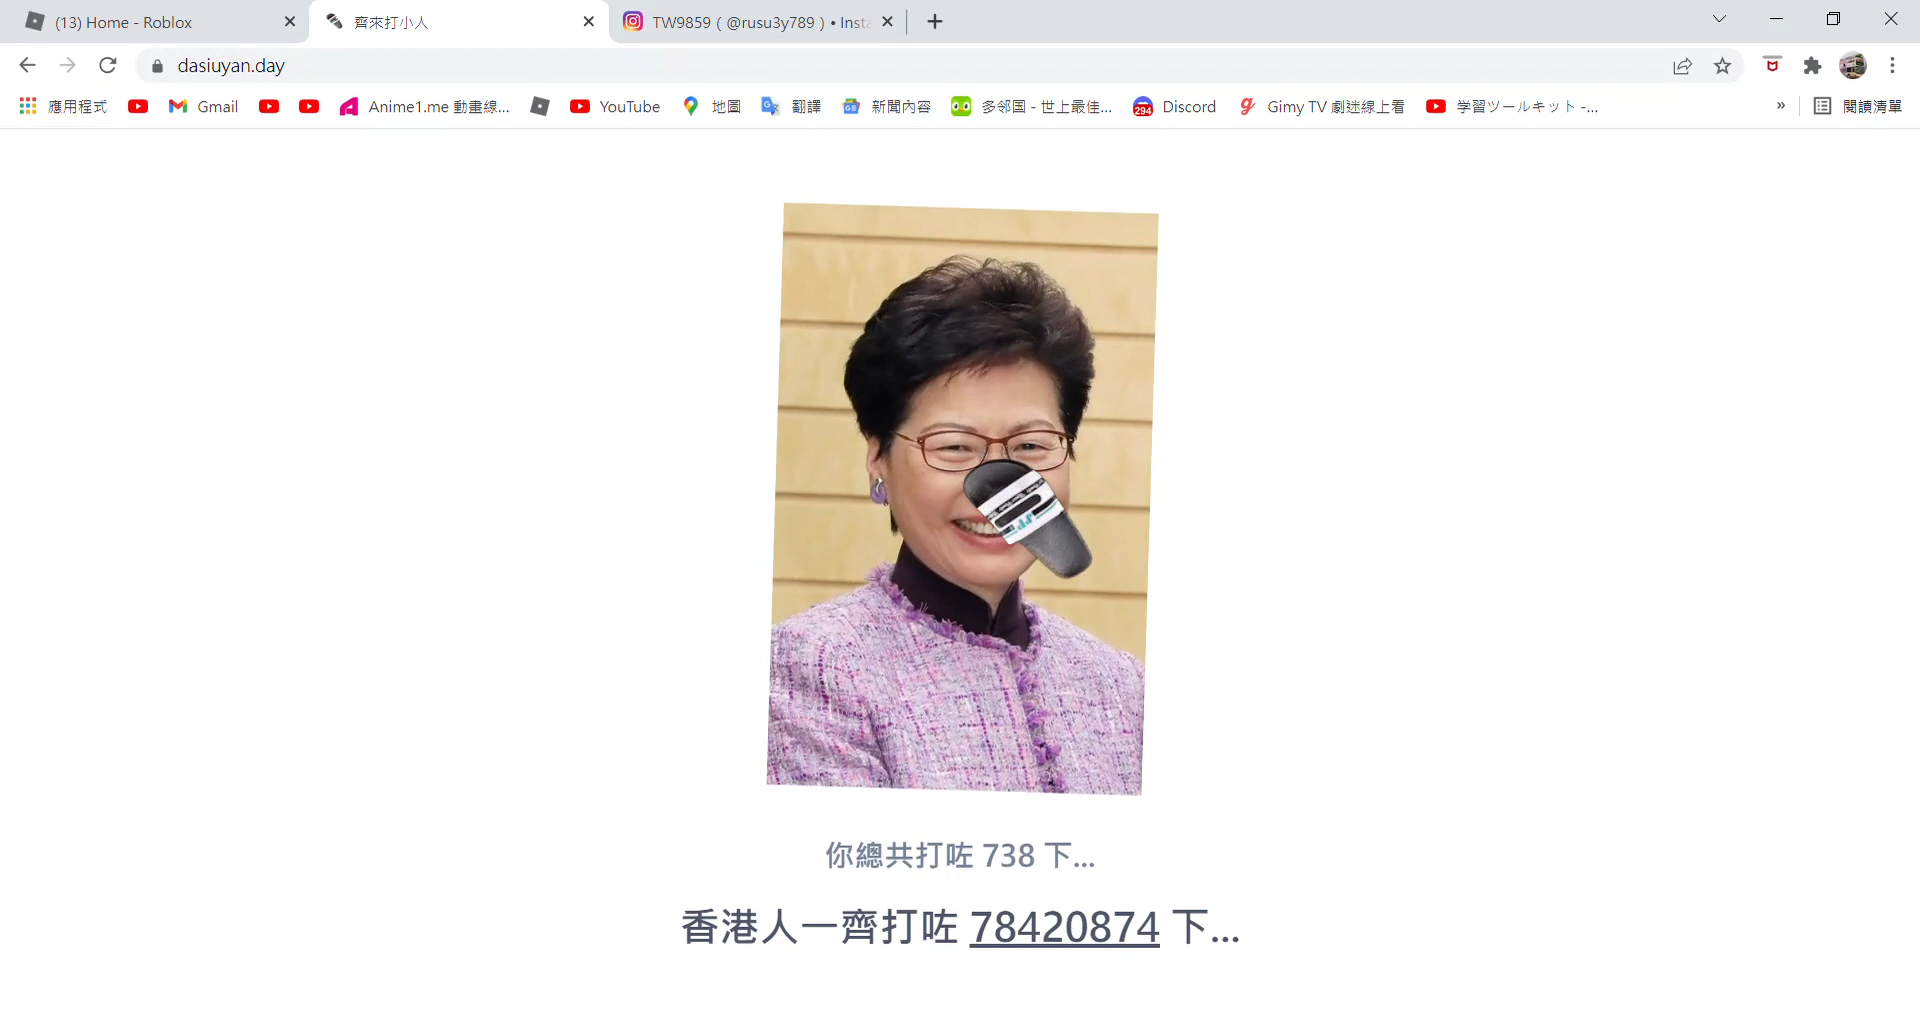 (13) Home - Roblox
齊來打小人
TW9859 ( @rusu3y789 ) • Insta
dasiuyan.day
應用程式
Gmail
Anime1.me 動畫線...
YouTube
地圖
翻譯
新聞內容
多邻国 - 世上最佳...
294
Discord
Gimy TV 劇迷線上看
学習ツールキット -...
»
閱讀清單
你總共打咗 738 下...
香港人一齊打咗 78420874 下...